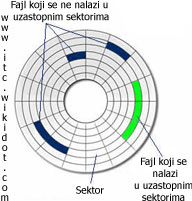 Fajl koji se ne nalazi u
uzastopnim sektorima
www.itc.wikidot.com
Fajl koji se
nalazi
u uzastopnim
sektorima
Sektor